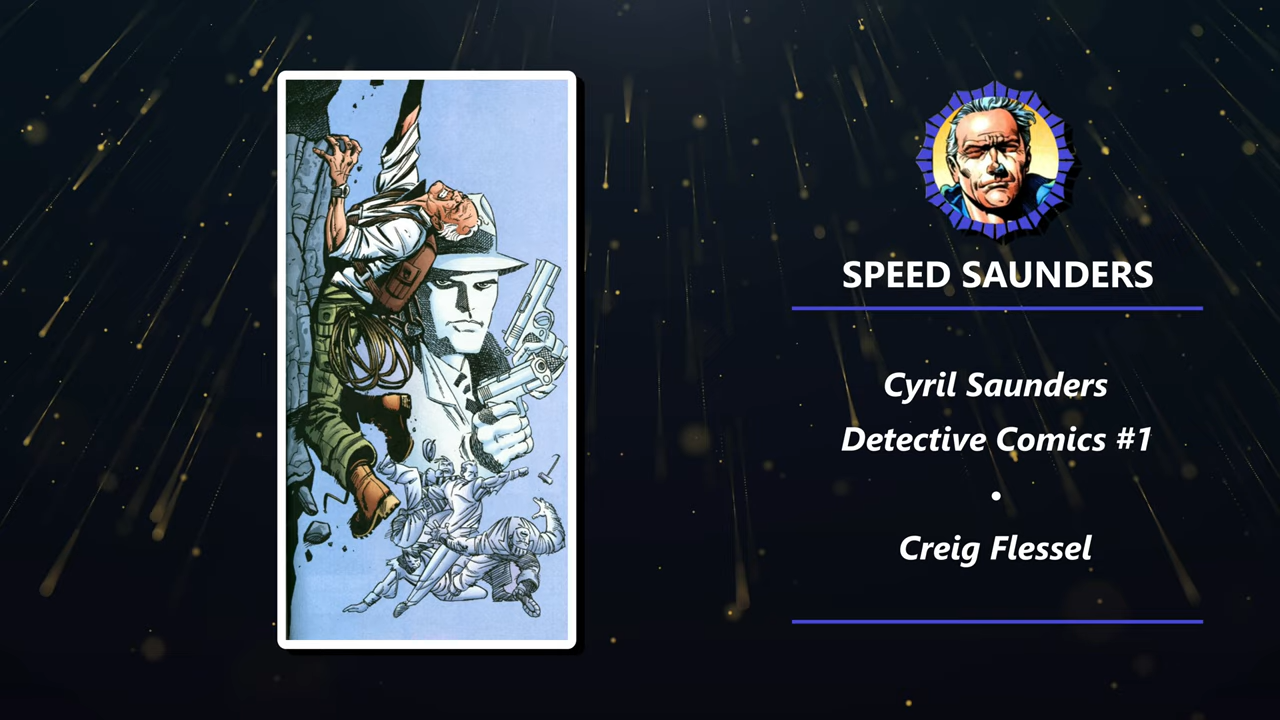 SPEED SAUNDERS
Cyril Saunders
Detective Comics #1
•
Creig Flessel